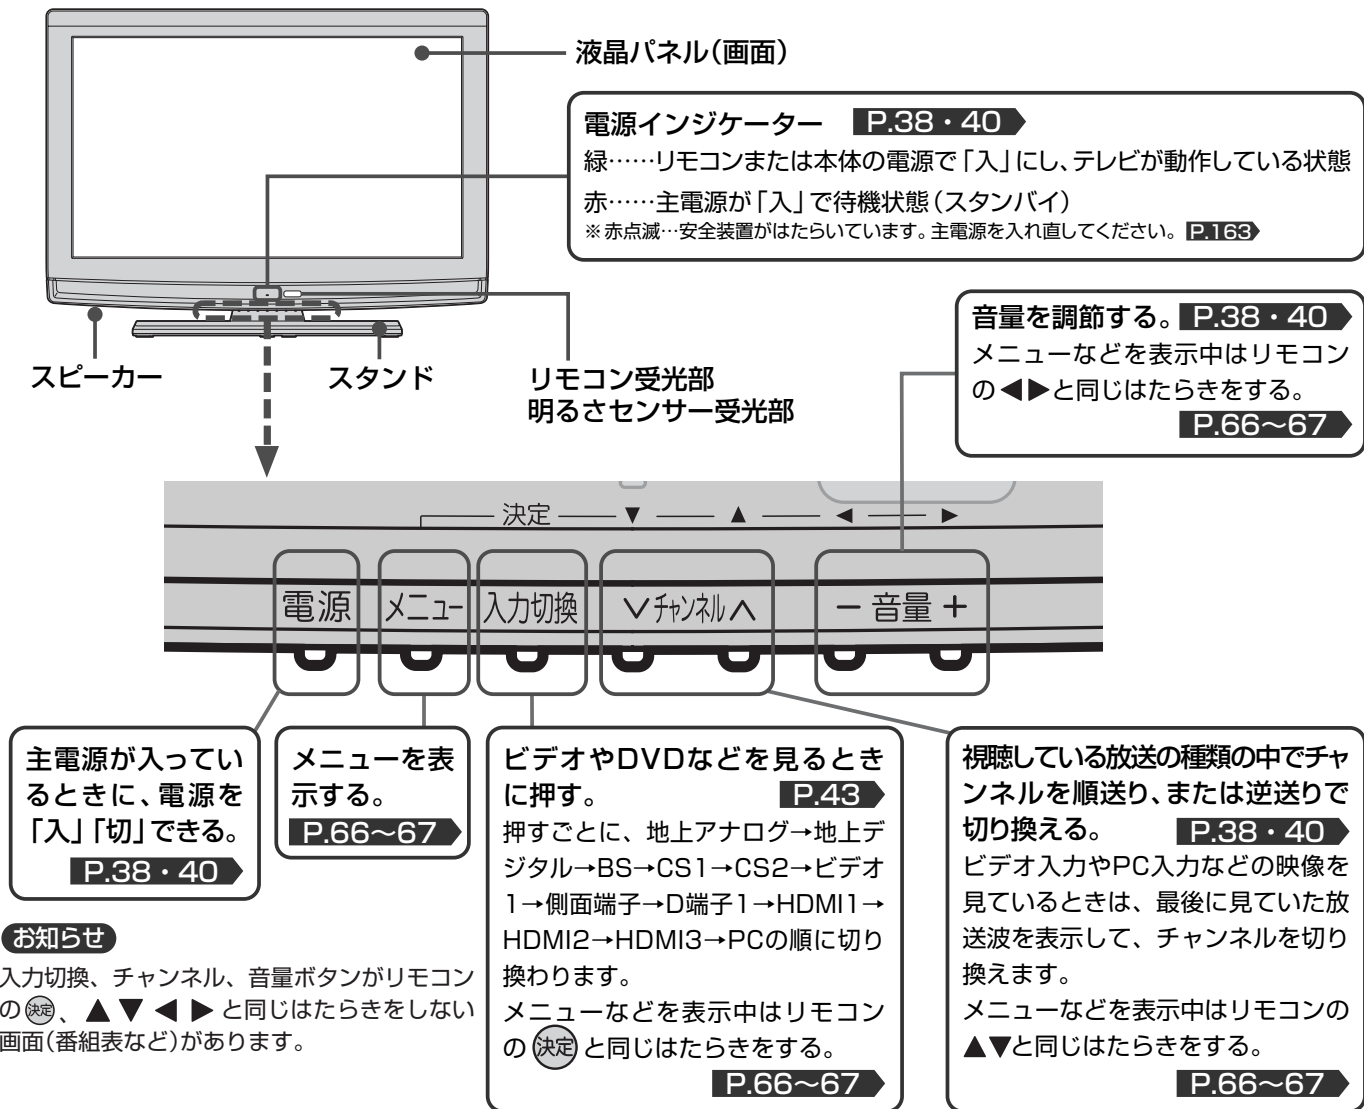 液晶パネル(画面)
電源インジケーター P.38・40
緑……リモコンまたは本体の電源で「入」にし、テレビが動作している状態
赤……主電源が「入」で待機状態(スタンバイ)
※赤点滅…安全装置がはたらいています。主電源を入れ直してください。 P.163
音量を調節する。 P.38・40
メニューなどを表示中はリモコン
の◀▶と同じはたらきをする。
P.66～67
スピーカー
スタンド
リモコン受光部
明るさセンサー受光部
決定 ▼ ▲ ◀ ▶
電源 メニュー 入力切換 ∨チャンネル∧ － 音量 ＋
主電源が入ってい
るときに、電源を
「入」「切」できる。
P.38・40
メニューを表
示する。
P.66～67
ビデオやDVDなどを見るとき
に押す。 P.43
押すごとに、地上アナログ→地上デ
ジタル→BS→CS1→CS2→ビデオ
1→側面端子→D端子1→HDMI1→
HDMI2→HDMI3→PCの順に切り
換わります。
メニューなどを表示中はリモコン
の決定と同じはたらきをする。
P.66～67
視聴している放送の種類の中でチャ
ンネルを順送り、または逆送りで
切り換える。 P.38・40
ビデオ入力やPC入力などの映像を
見ているときは、最後に見ていた放
送波を表示して、チャンネルを切り
換えます。
メニューなどを表示中はリモコンの
▲▼と同じはたらきをする。
P.66～67
お知らせ
入力切換、チャンネル、音量ボタンがリモコン
の決定、▲ ▼ ◀ ▶ と同じはたらきをしない
画面(番組表など)があります。